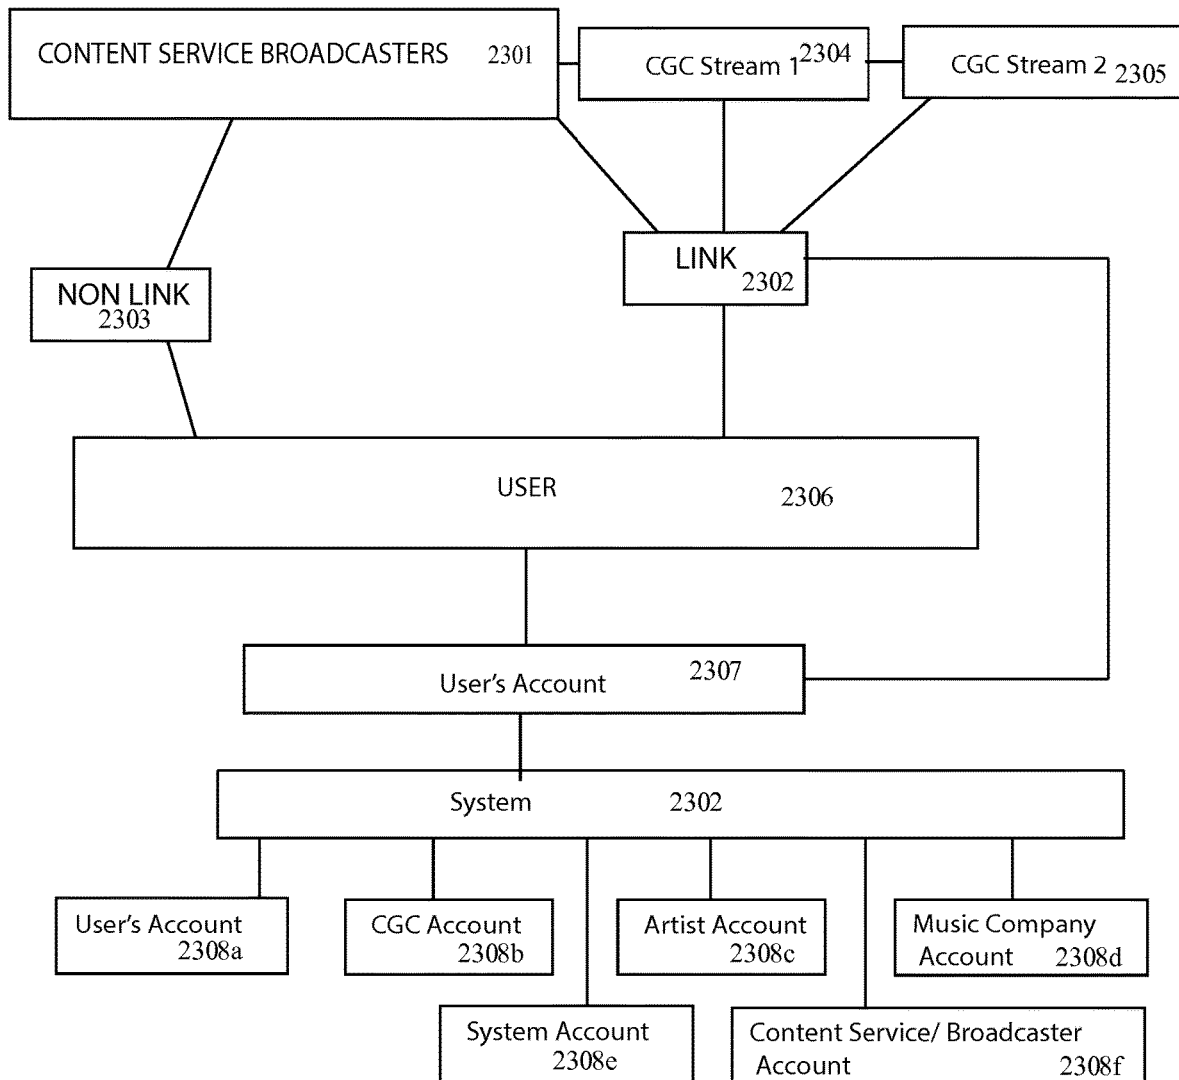 CONTENT SERVICE BROADCASTERS 2301
CGC Stream 1 2304
CGC Stream 2 2305
LINK
2302
NON LINK
2303
USER 2306
User's Account 2307
System 2302
User's Account
2308a
CGC Account
2308b
Artist Account
2308c
Music Company
Account 2308d
System Account
2308e
Content Service/ Broadcaster
Account 2308f